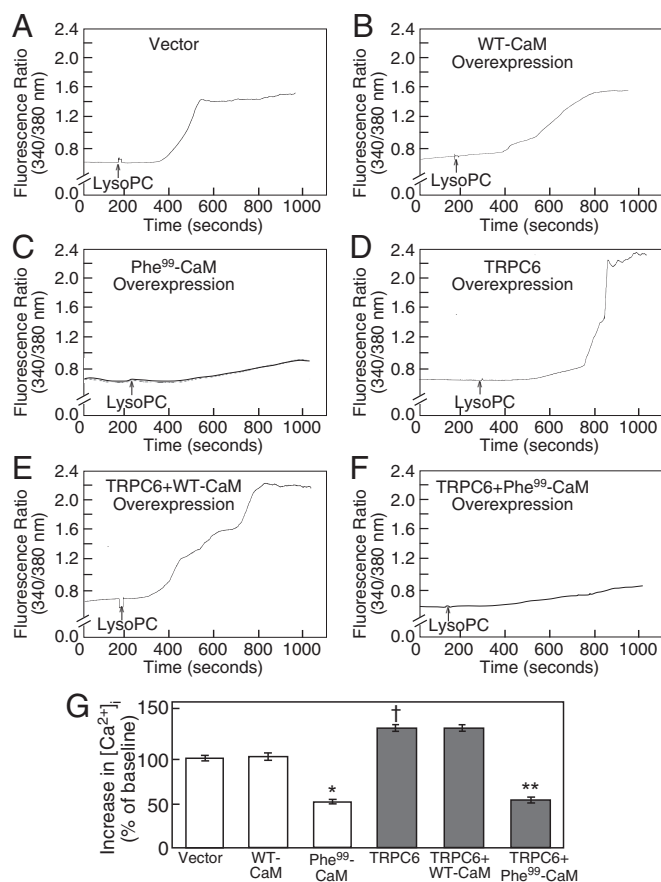 A
Vector
Fluorescence Ratio
(340/380 nm)
2.4
2.0
1.6
1.2
0.8
0.0
LysoPC
0 200 400 600 800 1000
Time (seconds)
B
WT-CaM
Overexpression
Fluorescence Ratio
(340/380 nm)
2.4
2.0
1.6
1.2
0.8
0.0
LysoPC
0 200 400 600 800 1000
Time (seconds)
C
Phe⁹⁹-CaM
Overexpression
Fluorescence Ratio
(340/380 nm)
2.4
2.0
1.6
1.2
0.8
0.0
LysoPC
0 200 400 600 800 1000
Time (seconds)
D
TRPC6
Overexpression
Fluorescence Ratio
(340/380 nm)
2.4
2.0
1.6
1.2
0.8
0.0
LysoPC
0 200 400 600 800 1000
Time (seconds)
E
TRPC6+WT-CaM
Overexpression
Fluorescence Ratio
(340/380 nm)
2.4
2.0
1.6
1.2
0.8
0.0
LysoPC
0 200 400 600 800 1000
Time (seconds)
F
TRPC6+Phe⁹⁹-CaM
Overexpression
Fluorescence Ratio
(340/380 nm)
2.4
2.0
1.6
1.2
0.8
0.0
LysoPC
0 200 400 600 800 1000
Time (seconds)
G
Increase in [Ca²⁺]ᵢ
(% of baseline)
150
100
50
0
*
†
**
Vector
WT-
CaM
Phe⁹⁹-
CaM
TRPC6
TRPC6+
WT-CaM
TRPC6+
Phe⁹⁹-CaM